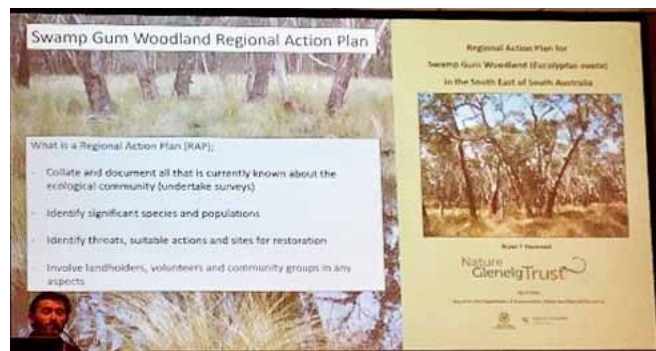 Swamp Gum Woodland Regional Action Plan
What is a Regional Action Plan (RAP);
- Collate and document all that is currently known about the
ecological community (undertake surveys)
- Identify significant species and populations
- Identify threats, suitable actions and sites for restoration
- Involve landholders, volunteers and community groups in any
aspects
Regional Action Plan for
Swamp Gum Woodland (Eucalyptus ovata)
in the South East of South Australia
Nature
Glenelg Trust